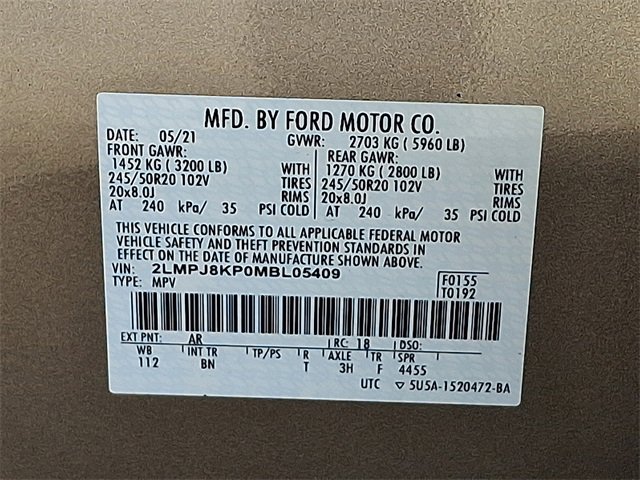 MFD. BY FORD MOTOR CO.
DATE: 05/21 GVWR: 2703 KG ( 5960 LB)
FRONT GAWR: REAR GAWR:
1452 KG ( 3200 LB) WITH 1270 KG ( 2800 LB) WITH
245/50R20 102V TIRES 245/50R20 102V TIRES
20x8.0J RIMS 20x8.0J RIMS
AT 240 kPa/ 35 PSI COLD AT 240 kPa/ 35 PSI COLD
THIS VEHICLE CONFORMS TO ALL APPLICABLE FEDERAL MOTOR
VEHICLE SAFETY AND THEFT PREVENTION STANDARDS IN
EFFECT ON THE DATE OF MANUFACTURE SHOWN ABOVE.
VIN: 2LMPJ8KP0MBL05409 F0155
TYPE: MPV T0192
EXT PNT: AR RC: 18 DSO:
WB INT TR TP/PS R AXLE TR SPR
112 BN T 3H F 4455
UTC ▽ 5U5A-1520472-BA